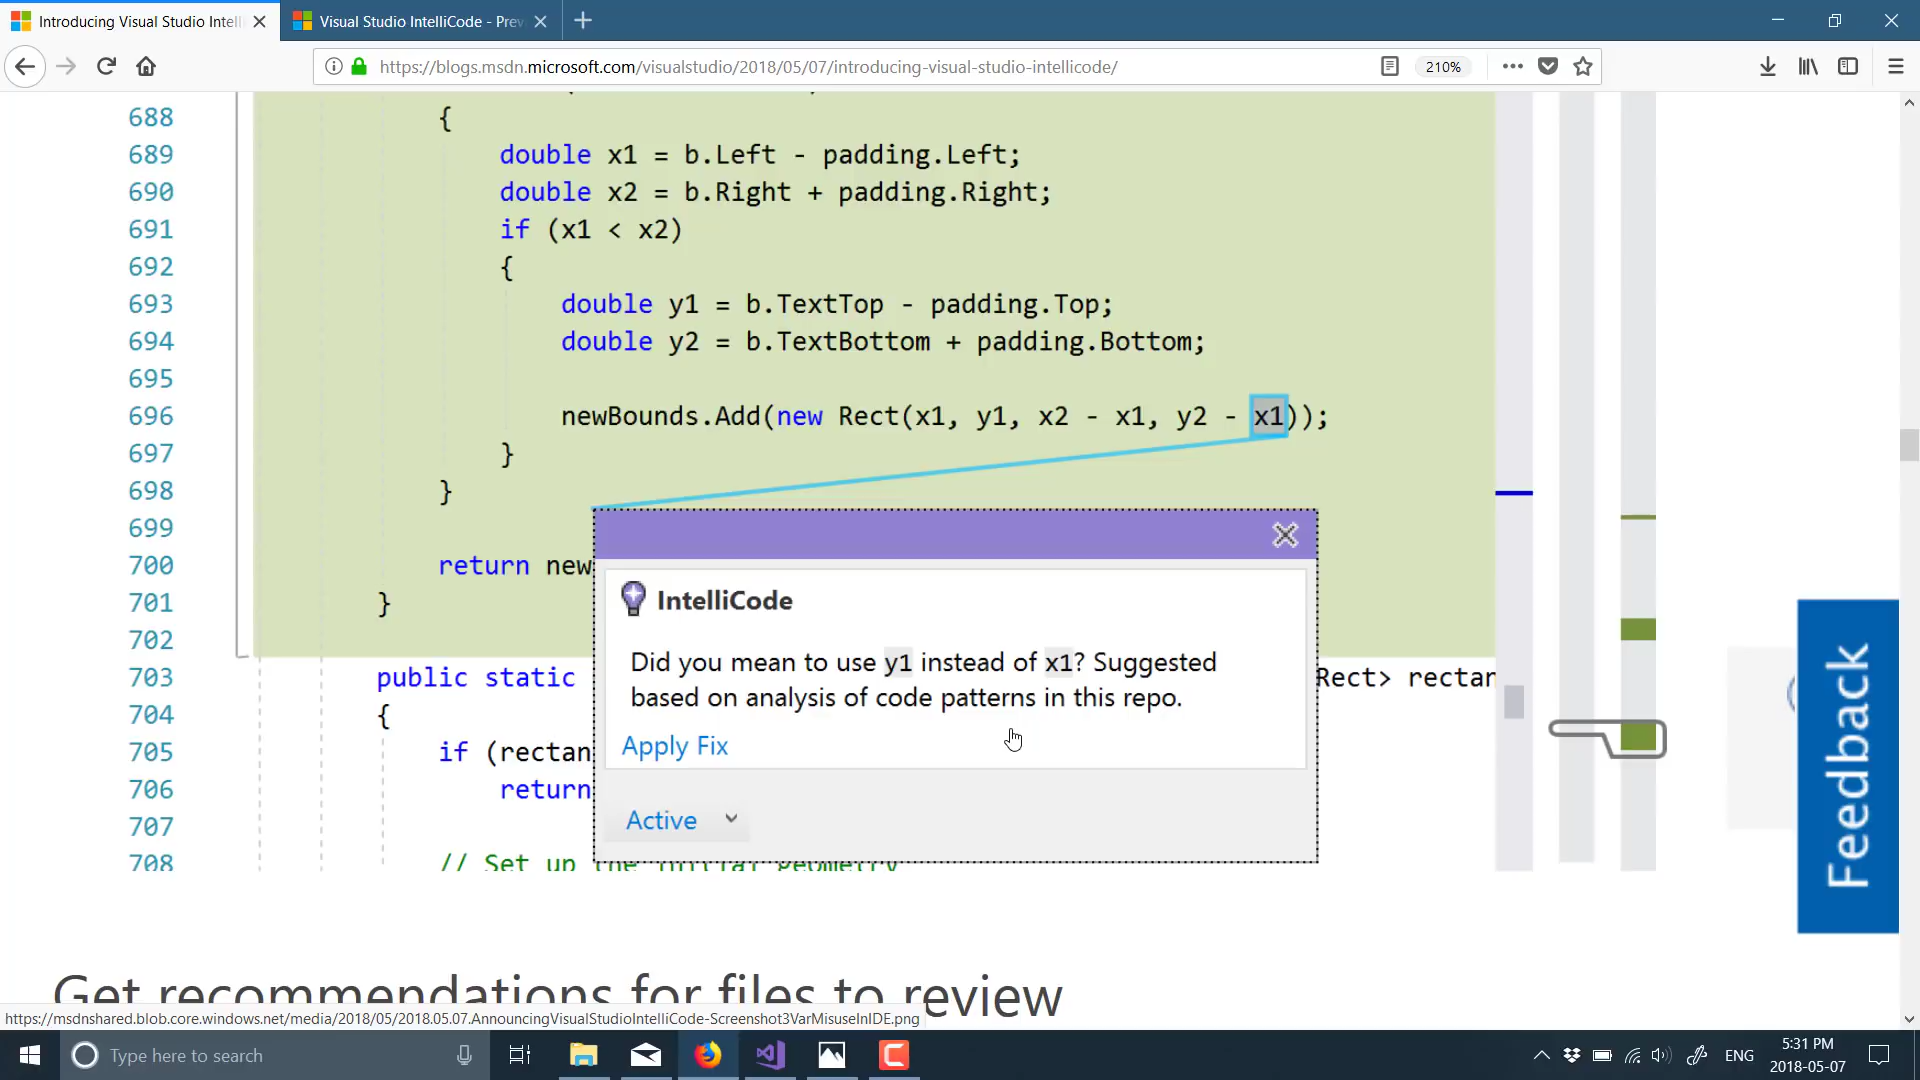 Introducing Visual Studio Intelli
Visual Studio IntelliCode - Prev
https://blogs.msdn.microsoft.com/visualstudio/2018/05/07/introducing-visual-studio-intellicode/
210%
688 {
689 double x1 = b.Left - padding.Left;
690 double x2 = b.Right + padding.Right;
691 if (x1 < x2)
692 {
693 double y1 = b.TextTop - padding.Top;
694 double y2 = b.TextBottom + padding.Bottom;
695
696 newBounds.Add(new Rect(x1, y1, x2 - x1, y2 - x1));
697 }
698 }
699
700 return new
701 }
702
703 public static Rect> rectan
704 {
705 if (rectan
706 return
707
708 // Set up the initial geometry
IntelliCode
Did you mean to use y1 instead of x1? Suggested
based on analysis of code patterns in this repo.
Apply Fix
Active
Feedback
Get recommendations for files to review
https://msdnshared.blob.core.windows.net/media/2018/05/2018.05.07.AnnouncingVisualStudioIntelliCode-Screenshot3VarMisuseInIDE.png
Type here to search
ENG
5:31 PM
2018-05-07